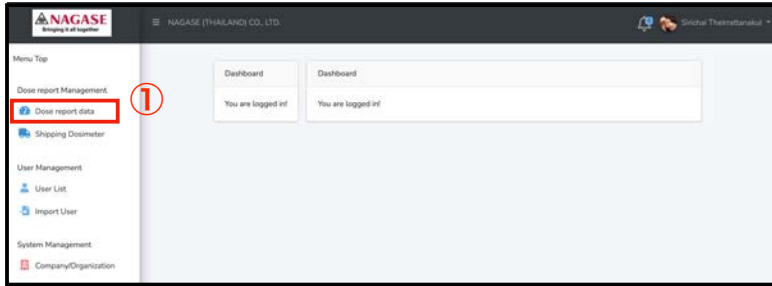 NAGASE
Bringing it all together
≡ NAGASE (THAILAND) CO., LTD.
Sirichai Theirrattanakul
Menu Top
Dose report Management
Dose report data
①
Shipping Dosimeter
User Management
User List
Import User
System Management
Company/Organization
Dashboard
You are logged in!
Dashboard
You are logged in!